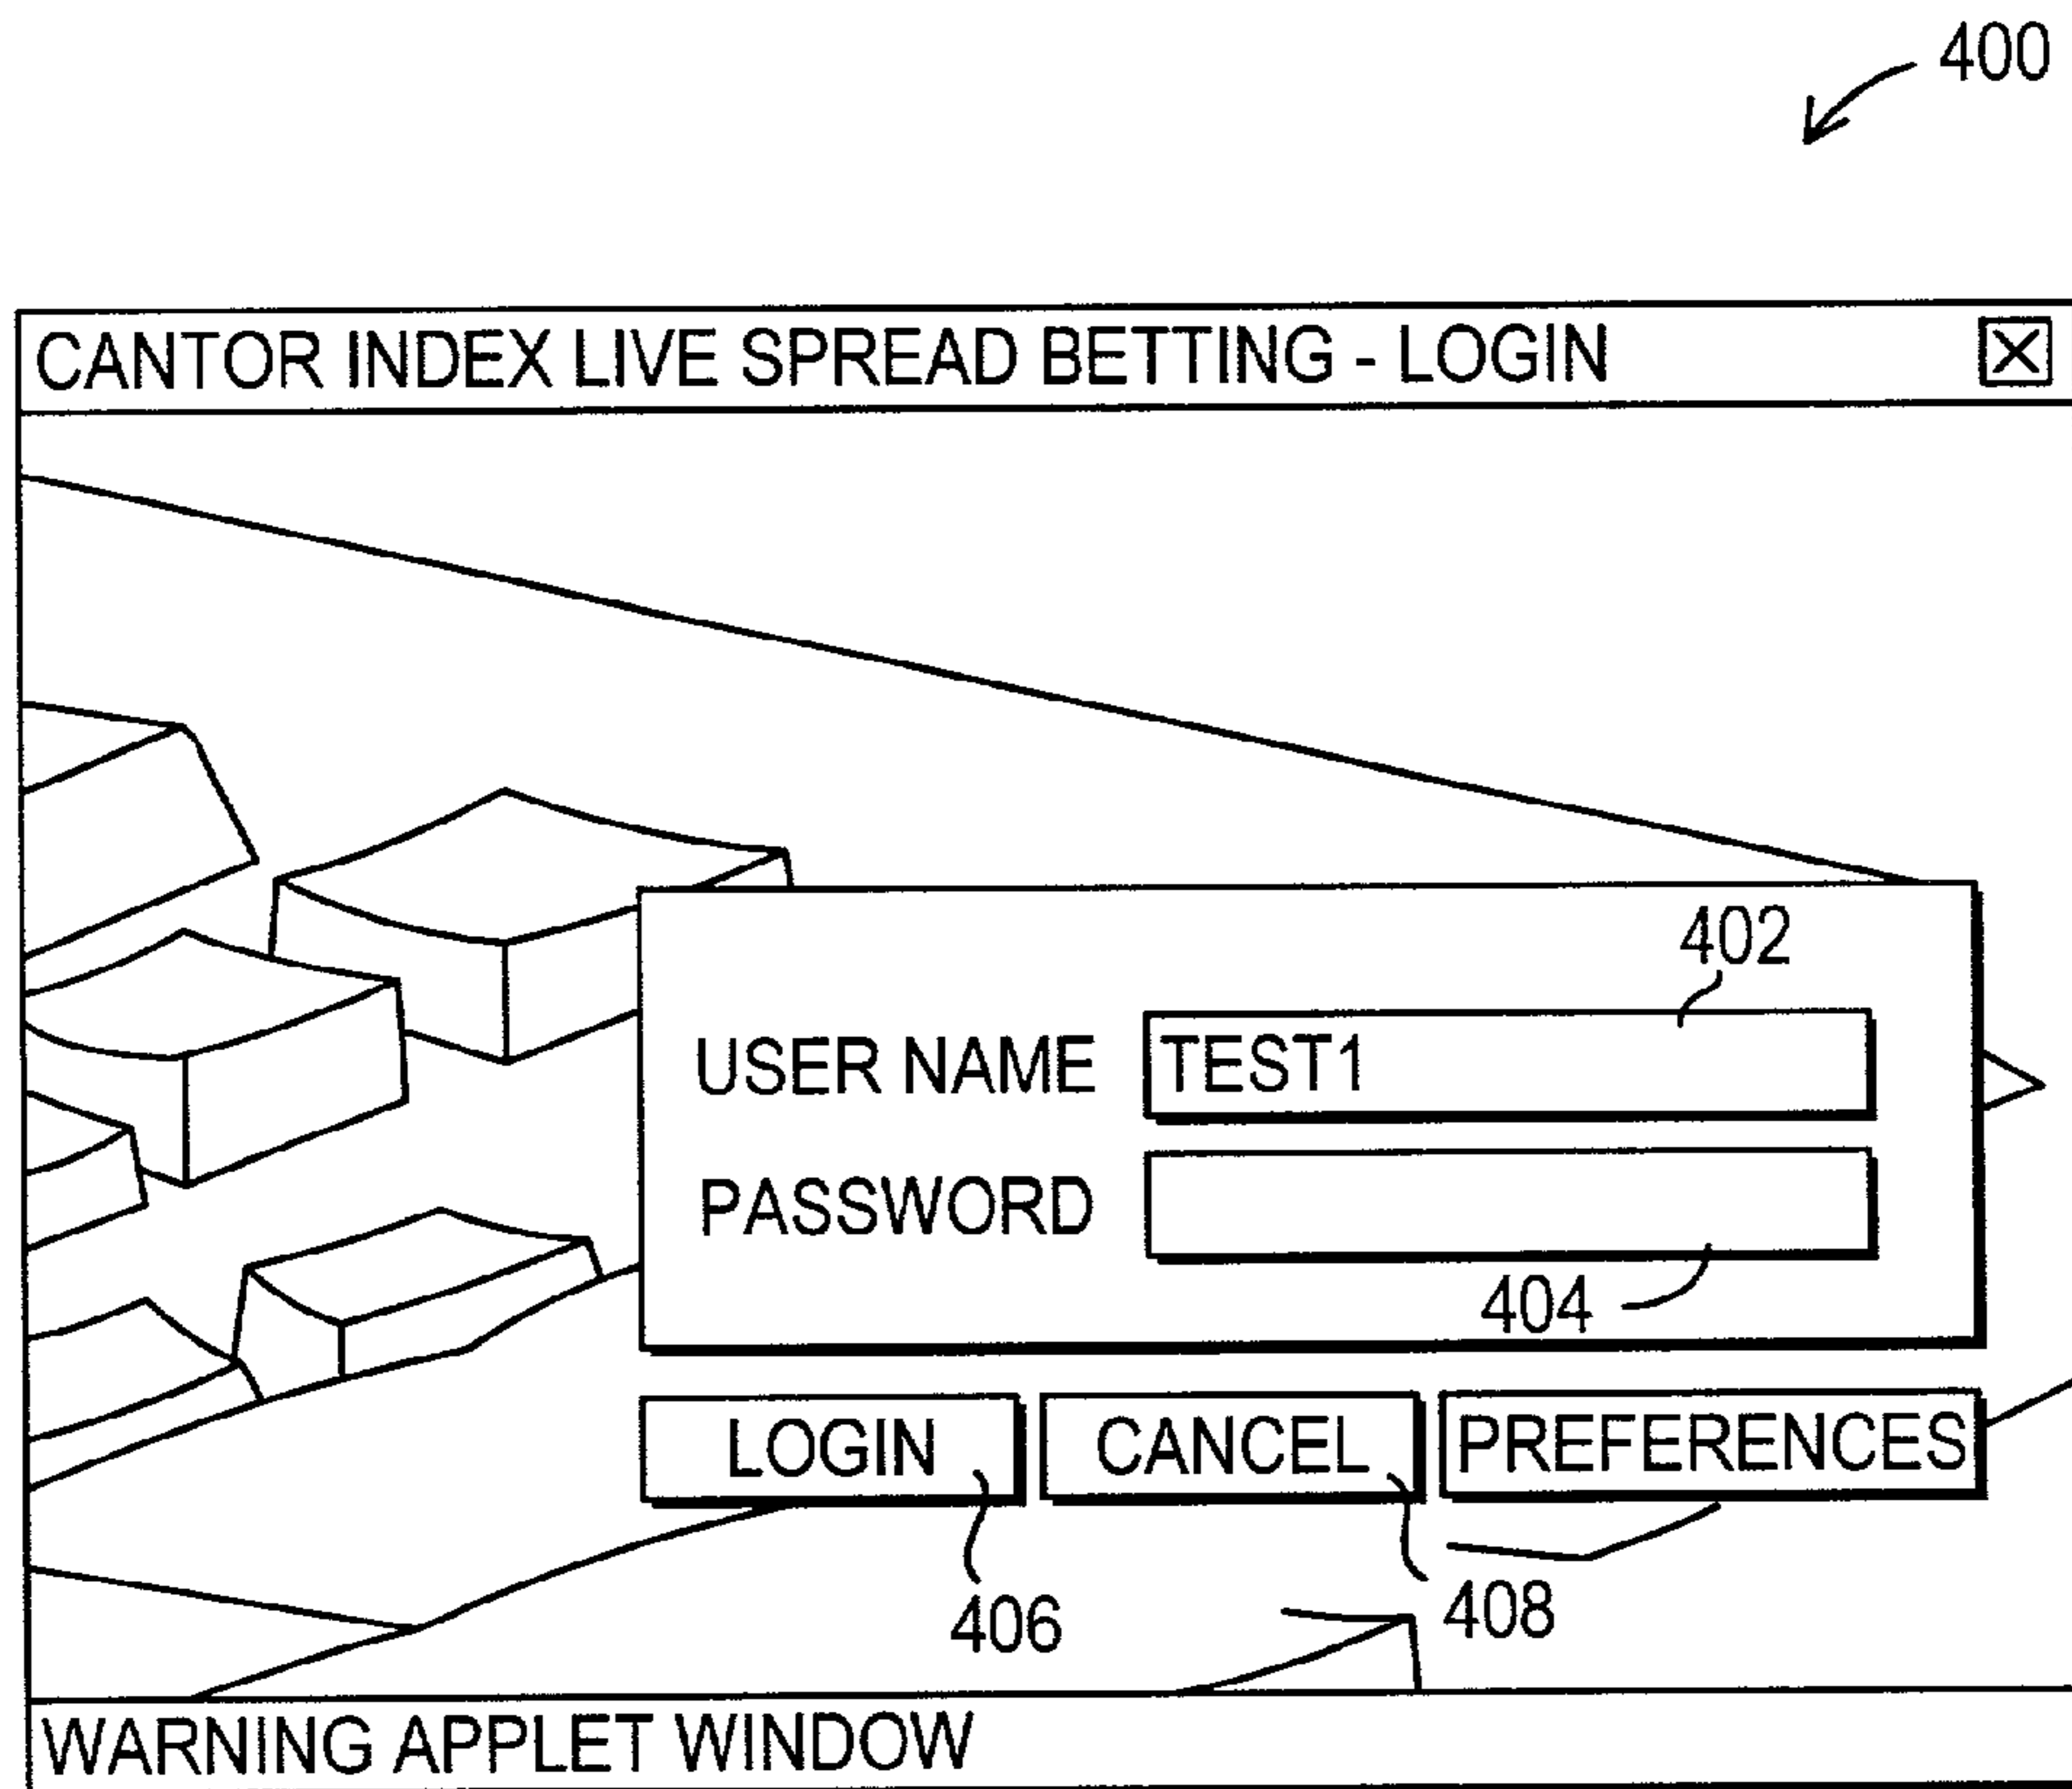 400
CANTOR INDEX LIVE SPREAD BETTING - LOGIN
402
USER NAME TEST1
PASSWORD
404
LOGIN CANCEL PREFERENCES
406 408
WARNING APPLET WINDOW